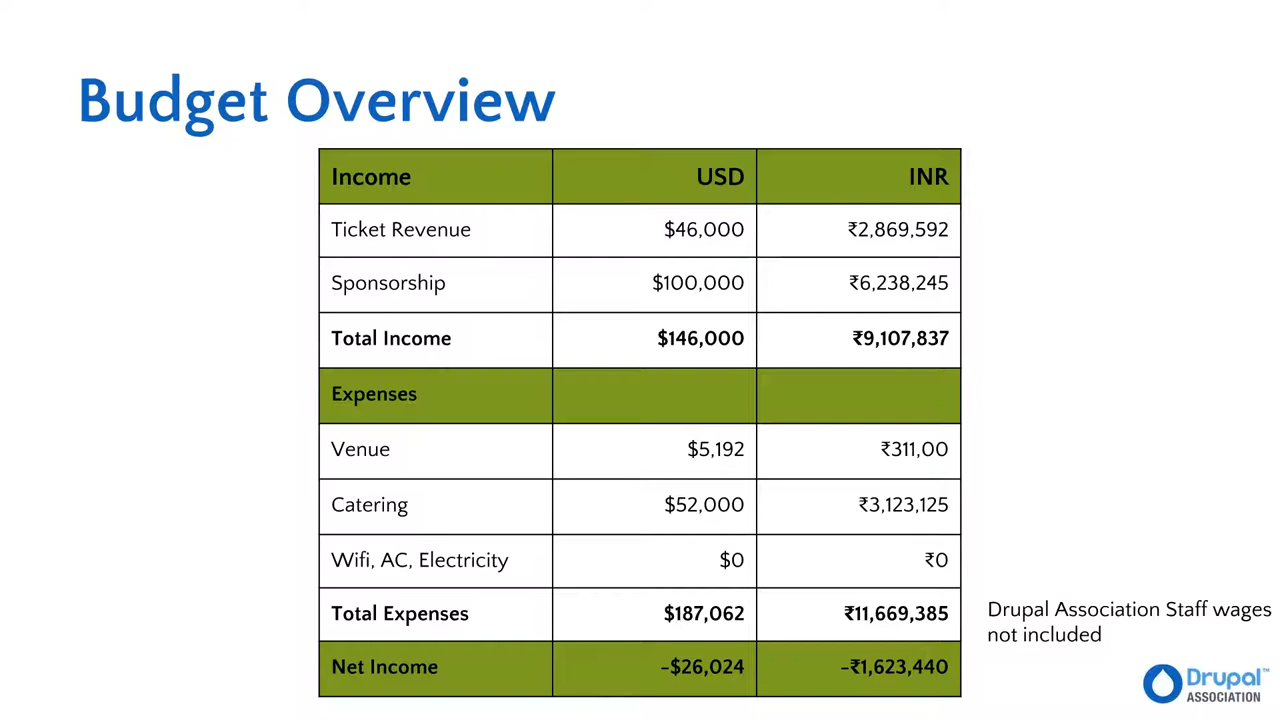 Budget Overview
Income USD INR
Ticket Revenue $46,000 ₹2,869,592
Sponsorship $100,000 ₹6,238,245
Total Income $146,000 ₹9,107,837
Expenses
Venue $5,192 ₹311,00
Catering $52,000 ₹3,123,125
Wifi, AC, Electricity $0 ₹0
Total Expenses $187,062 ₹11,669,385
Net Income -$26,024 -₹1,623,440
Drupal Association Staff wages
not included
Drupal™
ASSOCIATION